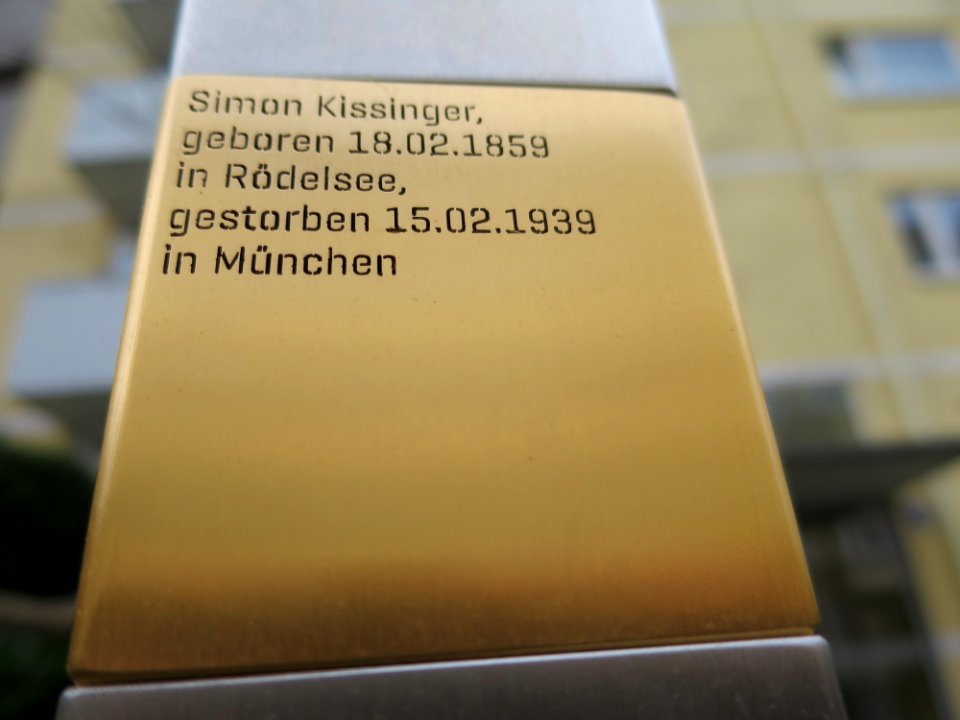 Simon Kissinger,
geboren 18.02.1859
in Rödelsee,
gestorben 15.02.1939
in München